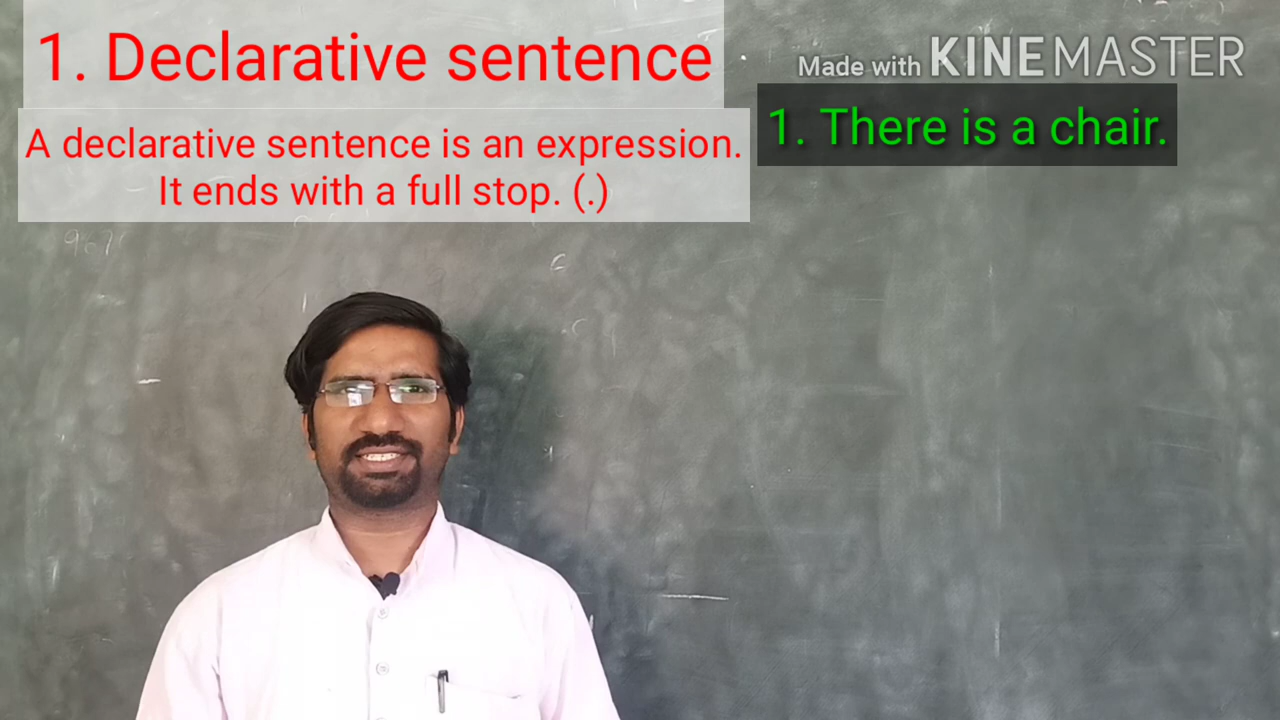 1. Declarative sentence
A declarative sentence is an expression.
It ends with a full stop. (.)
Made with KINEMASTER
1. There is a chair.